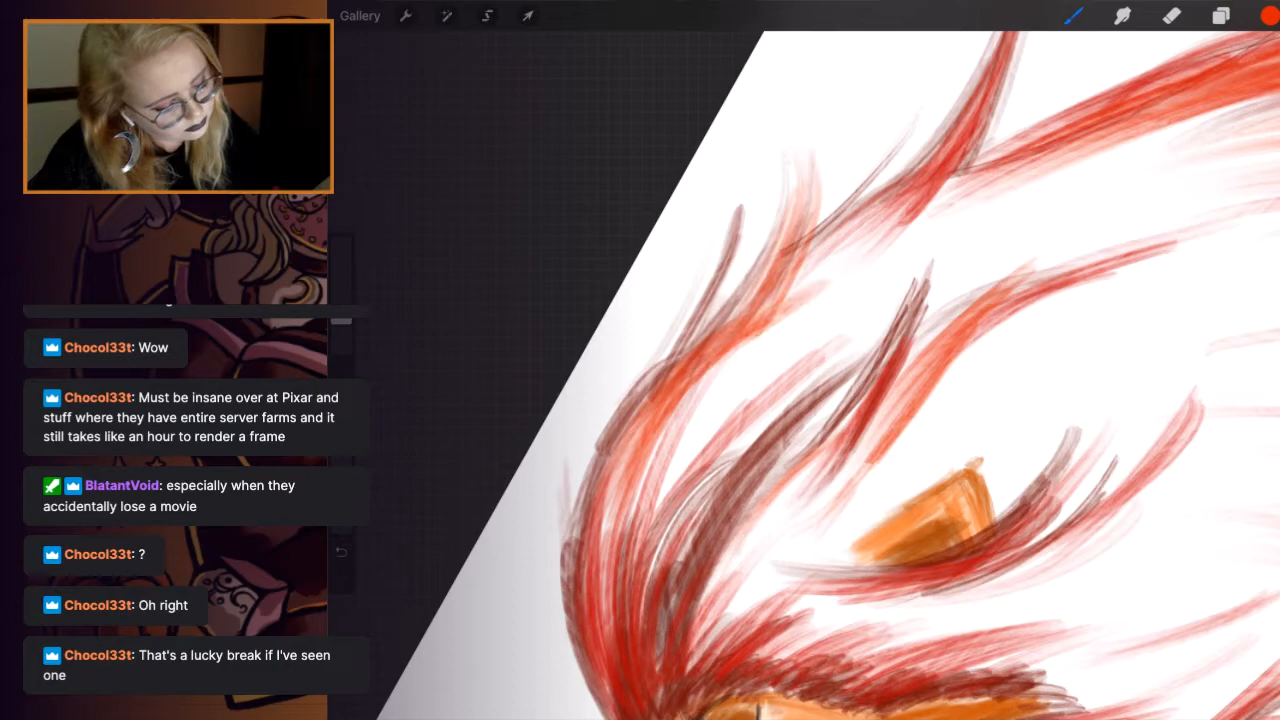 Gallery
Chocol33t: Wow
Chocol33t: Must be insane over at Pixar and
stuff where they have entire server farms and it
still takes like an hour to render a frame
BlatantVoid: especially when they
accidentally lose a movie
Chocol33t: ?
Chocol33t: Oh right
Chocol33t: That's a lucky break if I've seen
one